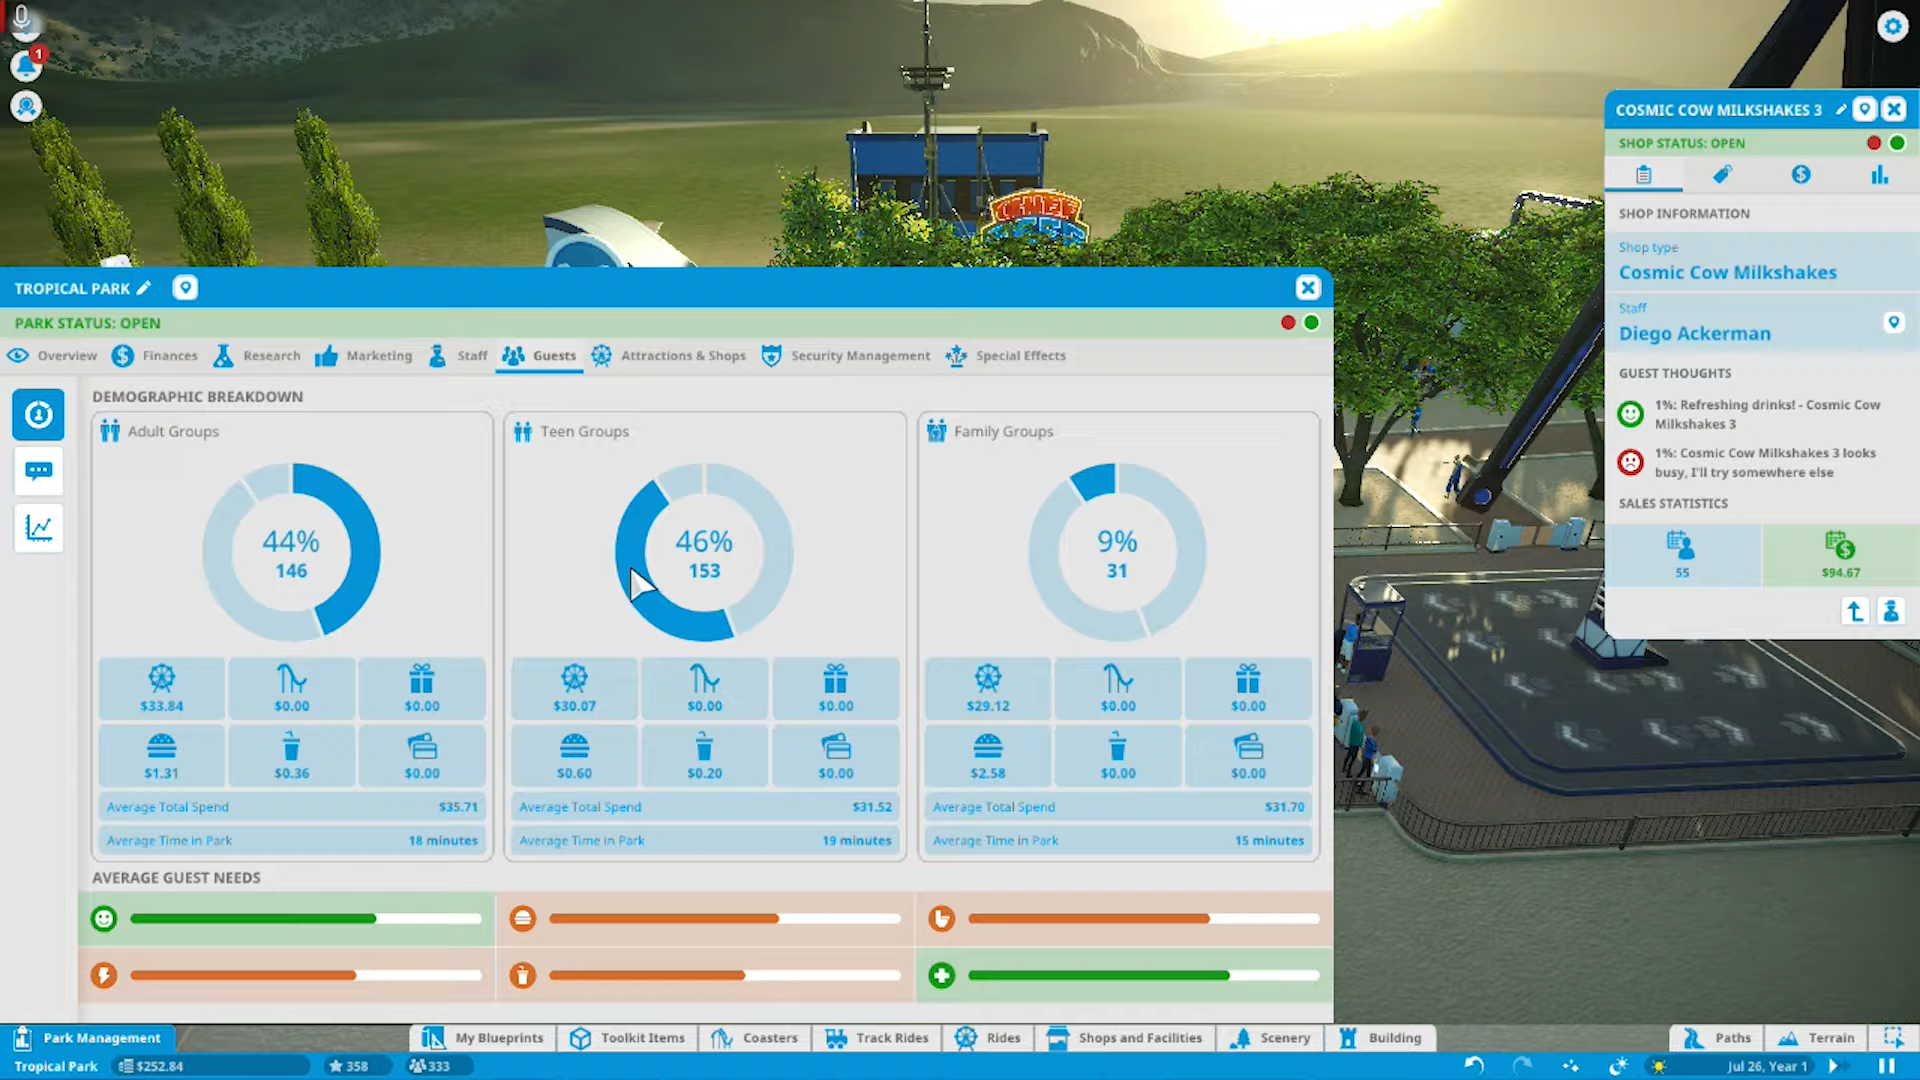 1
COSMIC COW MILKSHAKES 3
SHOP STATUS: OPEN
SHOP INFORMATION
Shop type
Cosmic Cow Milkshakes
Staff
Diego Ackerman
GUEST THOUGHTS
1%: Refreshing drinks! - Cosmic Cow
Milkshakes 3
1%: Cosmic Cow Milkshakes 3 looks
busy, I'll try somewhere else
SALES STATISTICS
55 $94.67
TROPICAL PARK
PARK STATUS: OPEN
Overview Finances Research Marketing Staff Guests Attractions & Shops Security Management Special Effects
DEMOGRAPHIC BREAKDOWN
Adult Groups
44%
146
$33.84 $0.00 $0.00
$1.31 $0.36 $0.00
Average Total Spend $35.71
Average Time in Park 18 minutes
Teen Groups
46%
153
$30.07 $0.00 $0.00
$0.60 $0.20 $0.00
Average Total Spend $31.52
Average Time in Park 19 minutes
Family Groups
9%
31
$29.12 $0.00 $0.00
$2.58 $0.00 $0.00
Average Total Spend $31.70
Average Time in Park 15 minutes
AVERAGE GUEST NEEDS
Park Management My Blueprints Toolkit Items Coasters Track Rides Rides Shops and Facilities Scenery Building Paths Terrain
Tropical Park $252.84 358 333 Jul 26, Year 1